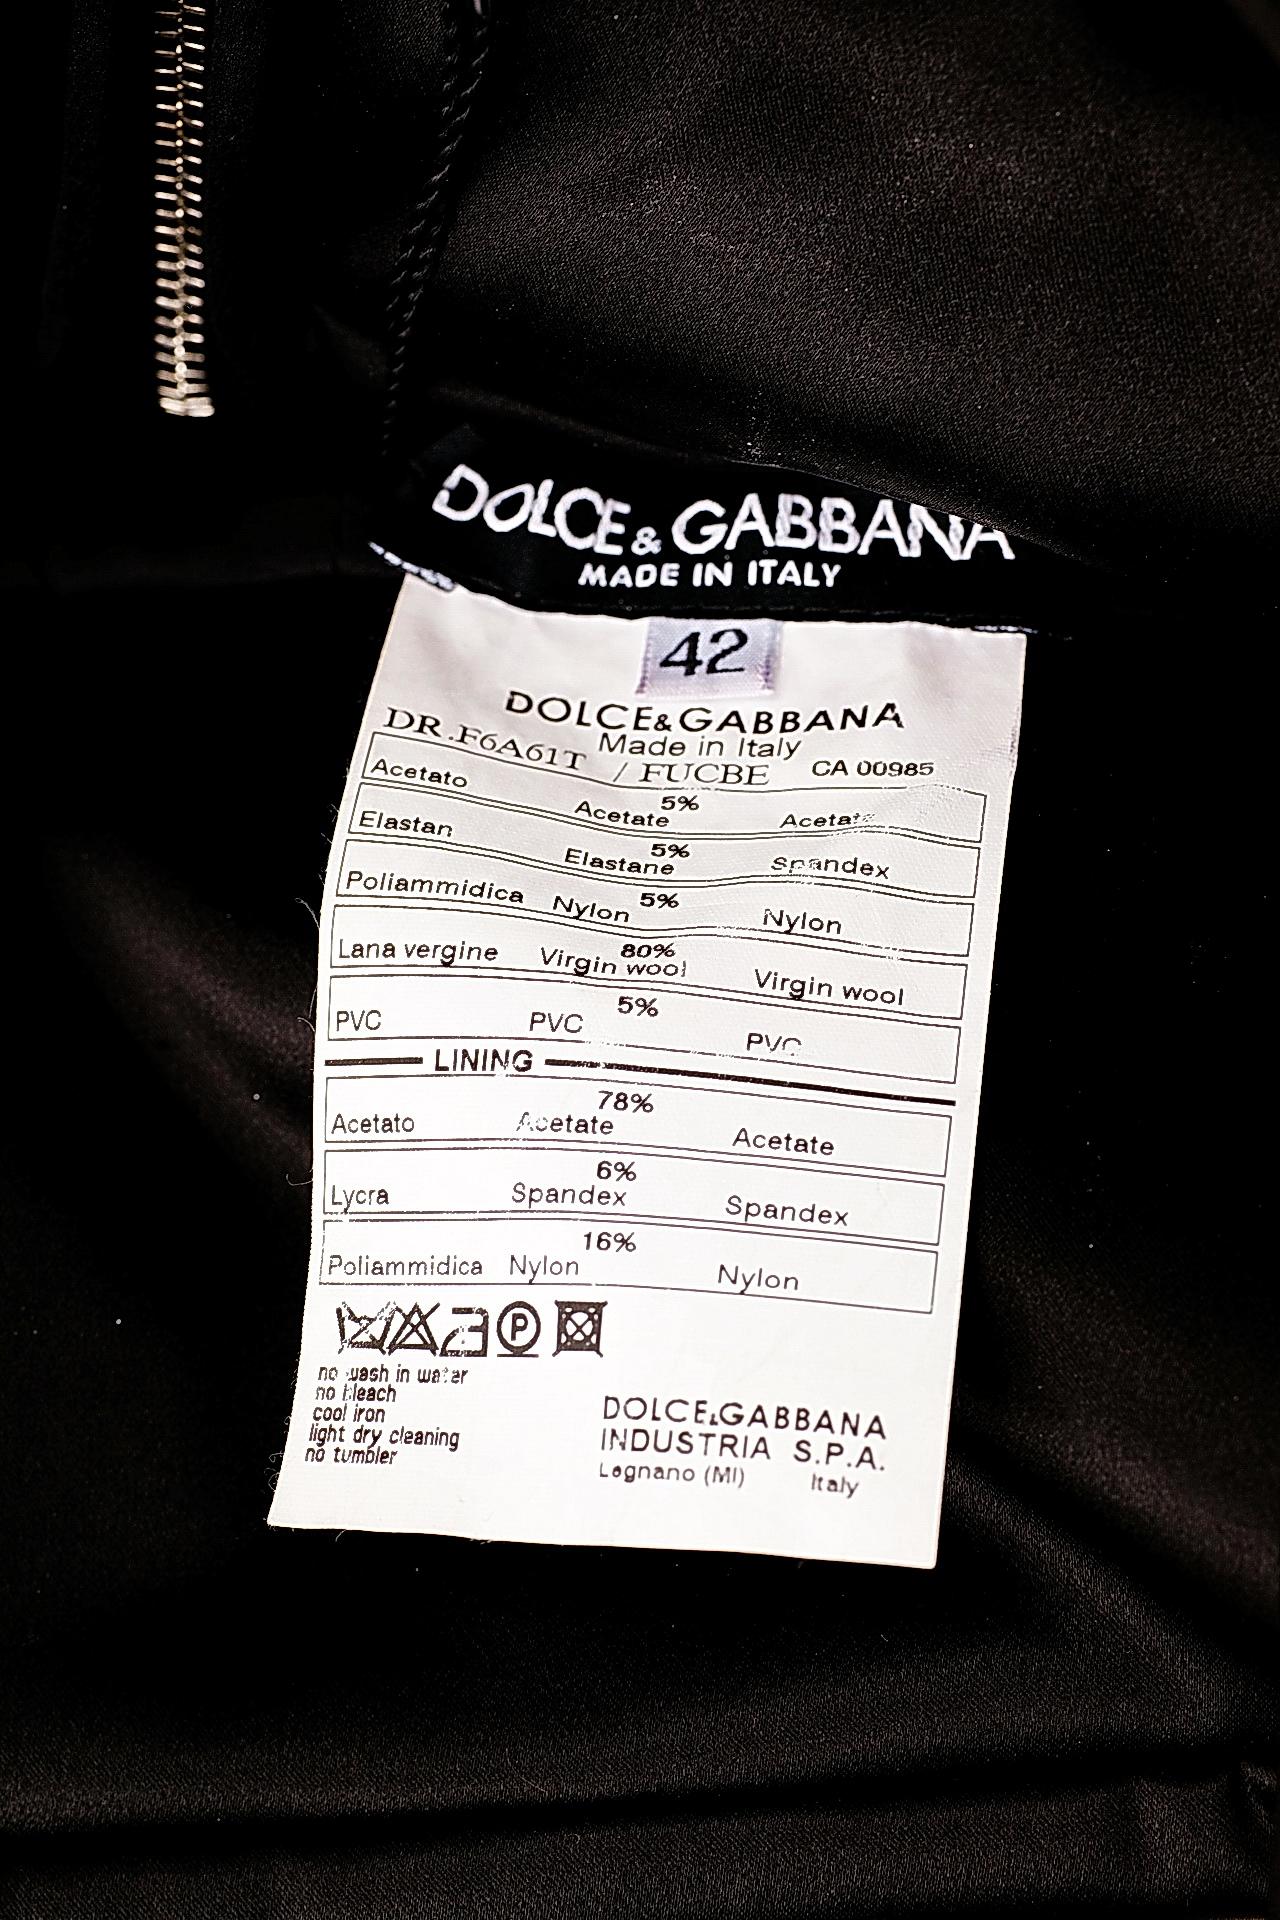 DOLCE & GABBANA
MADE IN ITALY
42
DOLCE&GABBANA
Made in Italy
DR.F6A61T / FUCBE CA 00985
5%
Acetato Acetate Acetate
5%
Elastan Elastane Spandex
5%
Poliammidica Nylon Nylon
80%
Lana vergine Virgin wool Virgin wool
5%
PVC PVC PVC
LINING
78%
Acetato Acetate Acetate
6%
Lycra Spandex Spandex
16%
Poliammidica Nylon Nylon
P
no wash in water
no bleach
cool iron
light dry cleaning
no tumbler
DOLCE&GABBANA
INDUSTRIA S.P.A.
Legnano (MI) Italy